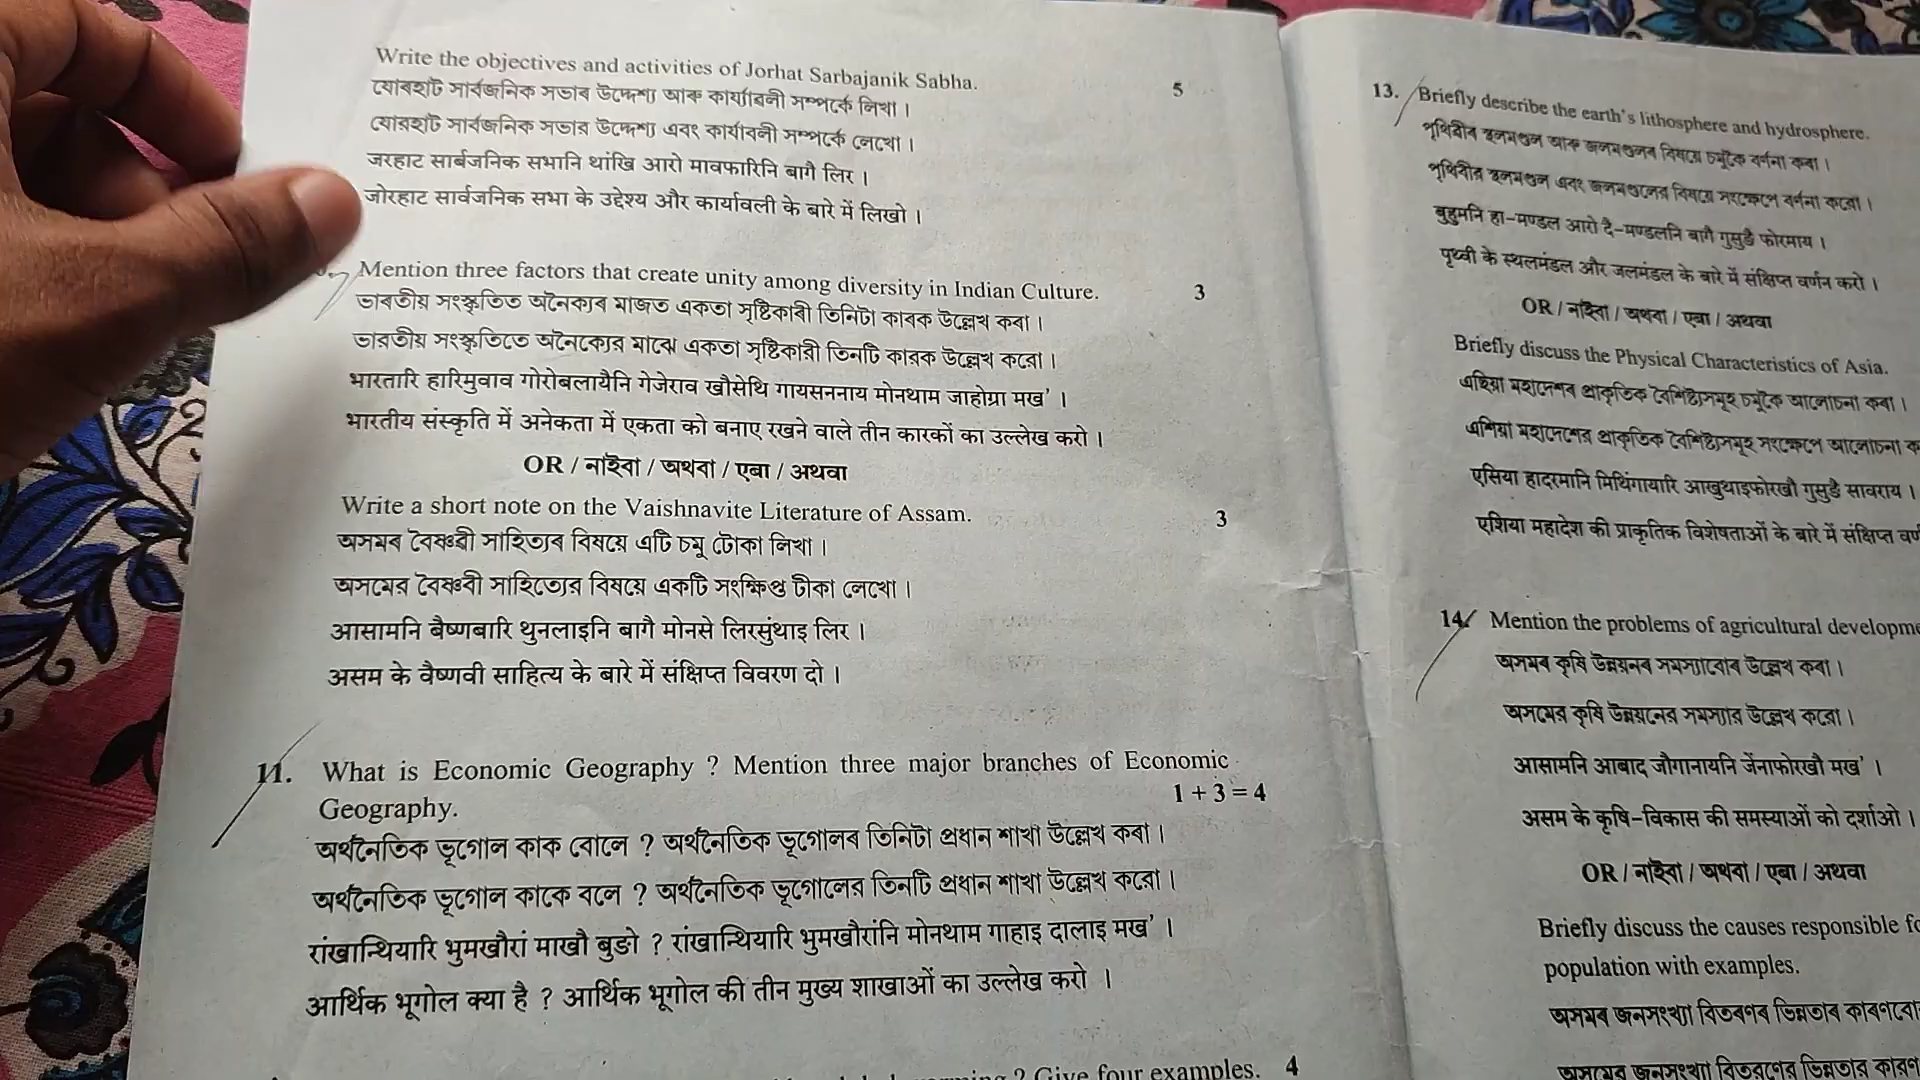 Write the objectives and activities of Jorhat Sarbajanik Sabha. 5
যোৰহাট সাৰ্বজনিক সভাৰ উদ্দেশ্য আৰু কাৰ্য্যাৱলী সম্পৰ্কে লিখা ।
যোরহাট সার্বজনিক সভার উদ্দেশ্য এবং কার্যাবলী সম্পর্কে লেখো ।
जरहाट सार्बजनिक सभानि थांखि आरो मावफारिनि बागै लिर ।
जोरहाट सार्वजनिक सभा के उद्देश्य और कार्यावली के बारे में लिखो ।
Mention three factors that create unity among diversity in Indian Culture. 3
ভাৰতীয় সংস্কৃতিত অনৈক্যৰ মাজত একতা সৃষ্টিকাৰী তিনিটা কাৰক উল্লেখ কৰা ।
ভারতীয় সংস্কৃতিতে অনৈক্যের মাঝে একতা সৃষ্টিকারী তিনটি কারক উল্লেখ করো ।
भारतारि हारिमुवाव गोरोबलायैनि गेजेराव खौसेथि गायसननाय मोनथाम जाहोग्रा मख' ।
भारतीय संस्कृति में अनेकता में एकता को बनाए रखने वाले तीन कारकों का उल्लेख करो ।
OR / নাইবা / অথবা / एबा / अथवा
Write a short note on the Vaishnavite Literature of Assam. 3
অসমৰ বৈষ্ণৱী সাহিত্যৰ বিষয়ে এটি চমু টোকা লিখা ।
অসমের বৈষ্ণবী সাহিত্যের বিষয়ে একটি সংক্ষিপ্ত টীকা লেখো ।
आसामनि बैष्णबारि थुनलाइनि बागै मोनसे लिरसुंथाइ लिर ।
असम के वैष्णवी साहित्य के बारे में संक्षिप्त विवरण दो ।
11. What is Economic Geography ? Mention three major branches of Economic
Geography. 1 + 3 = 4
অৰ্থনৈতিক ভূগোল কাক বোলে ? অৰ্থনৈতিক ভূগোলৰ তিনিটা প্ৰধান শাখা উল্লেখ কৰা ।
অর্থনৈতিক ভূগোল কাকে বলে ? অর্থনৈতিক ভূগোলের তিনটি প্রধান শাখা উল্লেখ করো ।
रांखान्थियारि भुमखौरां माखौ बुङो ? रांखान्थियारि भुमखौरांनि मोनथाम गाहाइ दालाइ मख' ।
आर्थिक भूगोल क्या है ? आर्थिक भूगोल की तीन मुख्य शाखाओं का उल्लेख करो ।
? Give four examples. 4
13. Briefly describe the earth's lithosphere and hydrosphere.
পৃথিৱীৰ স্থলমণ্ডল আৰু জলমণ্ডলৰ বিষয়ে চমুকৈ বৰ্ণনা কৰা ।
পৃথিবীর স্থলমণ্ডল এবং জলমণ্ডলের বিষয়ে সংক্ষেপে বর্ণনা করো ।
बुहुमनि हा-मण्डल आरो दै-मण्डलनि बागै गुसुङै फोरमाय ।
पृथ्वी के स्थलमंडल और जलमंडल के बारे में संक्षिप्त वर्णन करो ।
OR / নাইবা / অথবা / एबा / अथवा
Briefly discuss the Physical Characteristics of Asia.
এছিয়া মহাদেশৰ প্ৰাকৃতিক বৈশিষ্ট্যসমূহ চমুকৈ আলোচনা কৰা ।
এশিয়া মহাদেশের প্রাকৃতিক বৈশিষ্ট্যসমূহ সংক্ষেপে আলোচনা ক
एसिया हादरमानि मिथिंगायारि आखुथाइफोरखौ गुसुङै सावराय ।
एशिया महादेश की प्राकृतिक विशेषताओं के बारे में संक्षिप्त वर्ण
14. Mention the problems of agricultural developme
অসমৰ কৃষি উন্নয়নৰ সমস্যাবোৰ উল্লেখ কৰা ।
অসমের কৃষি উন্নয়নের সমস্যার উল্লেখ করো ।
आसामनि आबाद जौगानायनि जेंनाफोरखौ मख' ।
असम के कृषि-विकास की समस्याओं को दर्शाओ ।
OR / নাইবা / অথবা / एबा / अथवा
Briefly discuss the causes responsible fo
population with examples.
অসমৰ জনসংখ্যা বিতৰণৰ ভিন্নতাৰ কাৰণবো
অসমের জনসংখ্যা বিতরণের ভিন্নতার কারণ